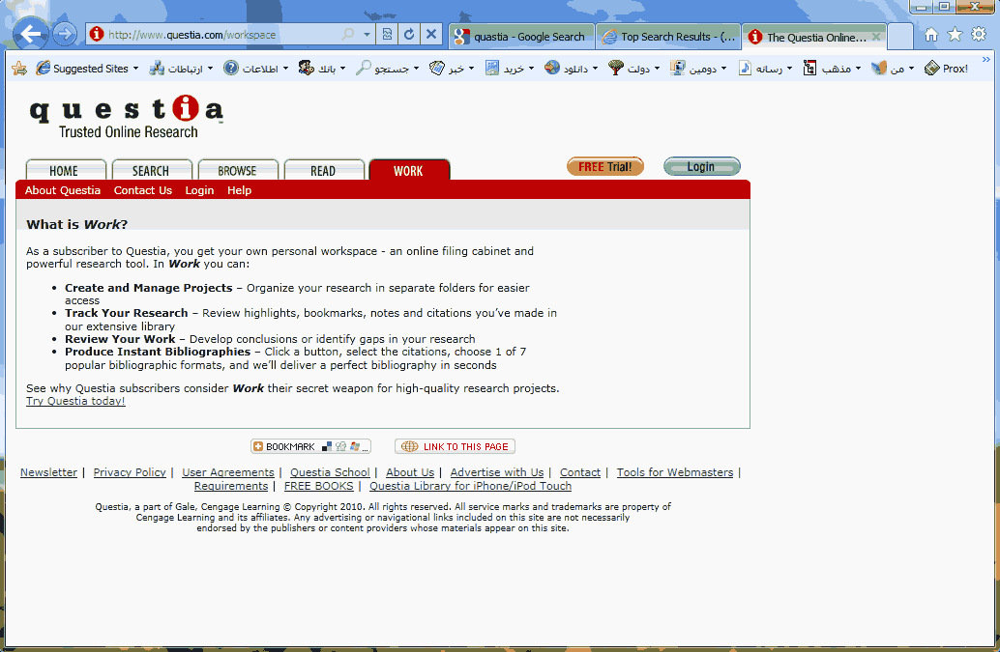 http://www.questia.com/workspace
quastia - Google Search
Top Search Results - (...
The Questia Online...
Suggested Sites
ارتباطات
اطلاعات
بانك
جستجو
خبر
خرید
دانلود
دولت
دومین
رسانه
مذهب
من
Prox!
questia
Trusted Online Research
HOME
SEARCH
BROWSE
READ
WORK
FREE Trial!
Login
About Questia Contact Us Login Help
What is Work?
As a subscriber to Questia, you get your own personal workspace - an online filing cabinet and
powerful research tool. In Work you can:
• Create and Manage Projects – Organize your research in separate folders for easier
access
• Track Your Research – Review highlights, bookmarks, notes and citations you've made in
our extensive library
• Review Your Work – Develop conclusions or identify gaps in your research
• Produce Instant Bibliographies – Click a button, select the citations, choose 1 of 7
popular bibliographic formats, and we'll deliver a perfect bibliography in seconds
See why Questia subscribers consider Work their secret weapon for high-quality research projects.
Try Questia today!
BOOKMARK ...
LINK TO THIS PAGE
Newsletter | Privacy Policy | User Agreements | Questia School | About Us | Advertise with Us | Contact | Tools for Webmasters |
Requirements | FREE BOOKS | Questia Library for iPhone/iPod Touch
Questia, a part of Gale, Cengage Learning © Copyright 2010. All rights reserved. All service marks and trademarks are property of
Cengage Learning and its affiliates. Any advertising or navigational links included on this site are not necessarily
endorsed by the publishers or content providers whose materials appear on this site.